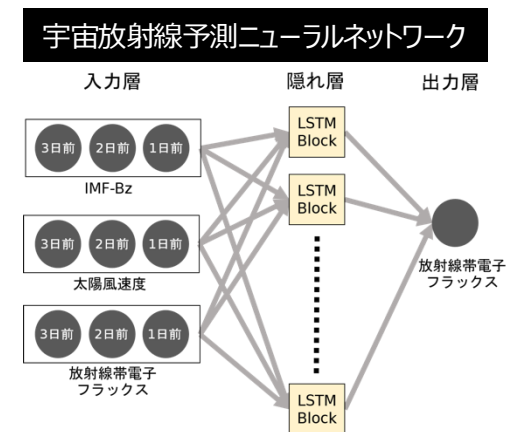 宇宙放射線予測ニューラルネットワーク
入力層 隠れ層 出力層
3日前 2日前 1日前
IMF-Bz
3日前 2日前 1日前
太陽風速度
3日前 2日前 1日前
放射線帯電子
フラックス
LSTM
Block
LSTM
Block
LSTM
Block
放射線帯電子
フラックス